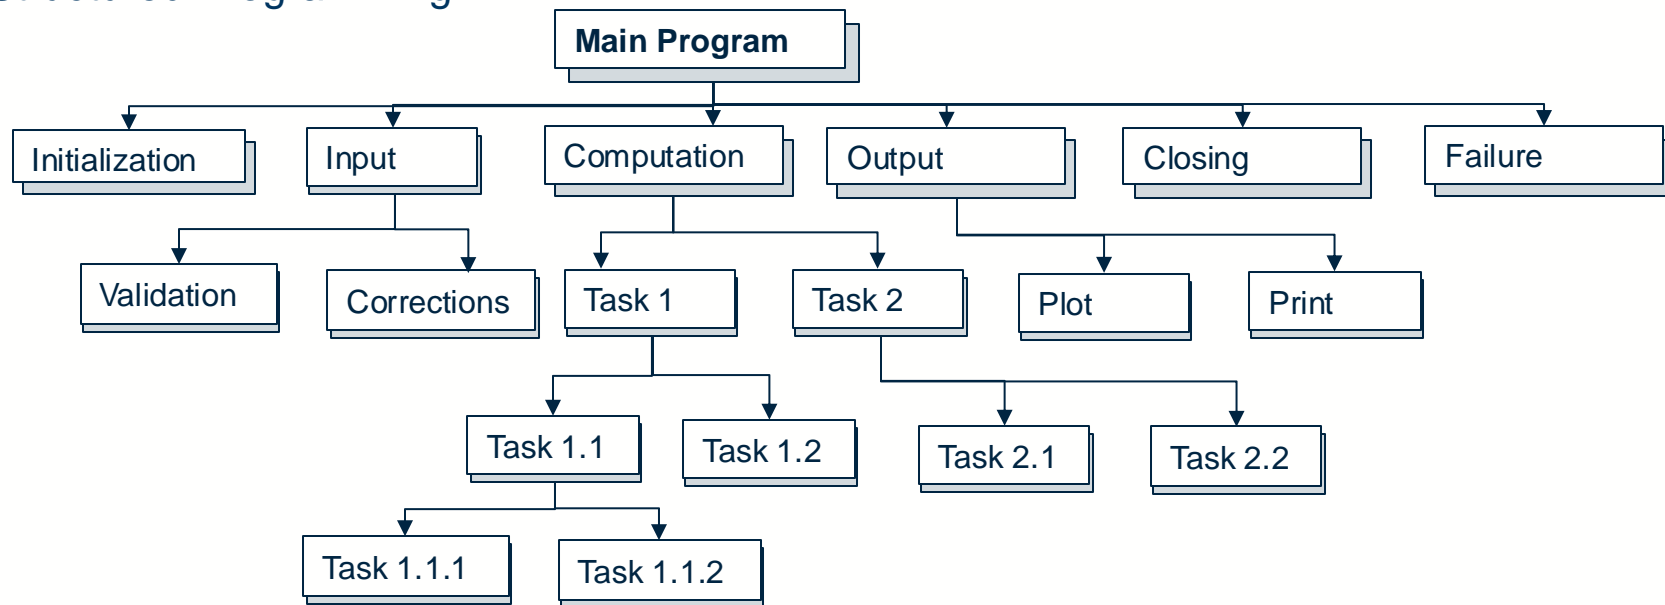 Main Program
Initialization
Input
Computation
Output
Closing
Failure
Validation
Corrections
Task 1
Task 2
Plot
Print
Task 1.1
Task 1.2
Task 2.1
Task 2.2
Task 1.1.1
Task 1.1.2